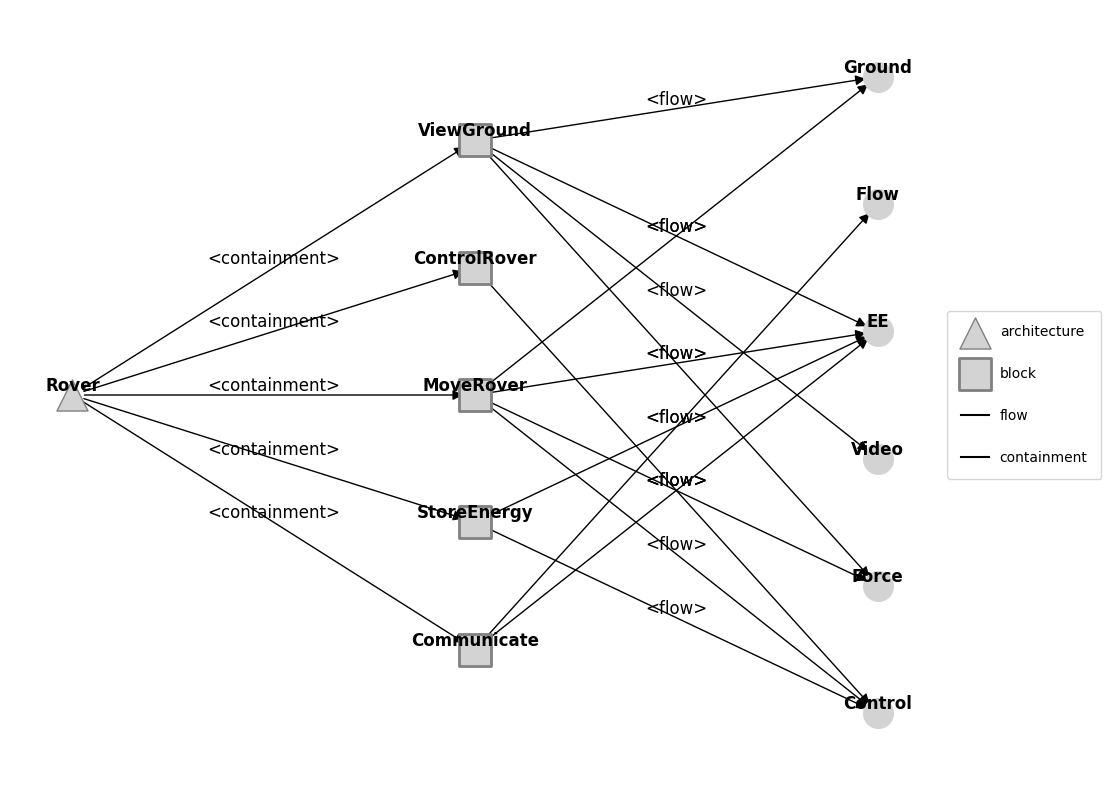 Ground
<flow>
ViewGround
Flow
<flow>
ControlRover
<containment>
<flow>
EE
<containment>
architecture
<flow>
Rover
<containment>
MoveRover
block
<flow>
flow
<containment>
Video
containment
<flow>
<containment>
StoreEnergy
<flow>
Force
<flow>
Communicate
Control